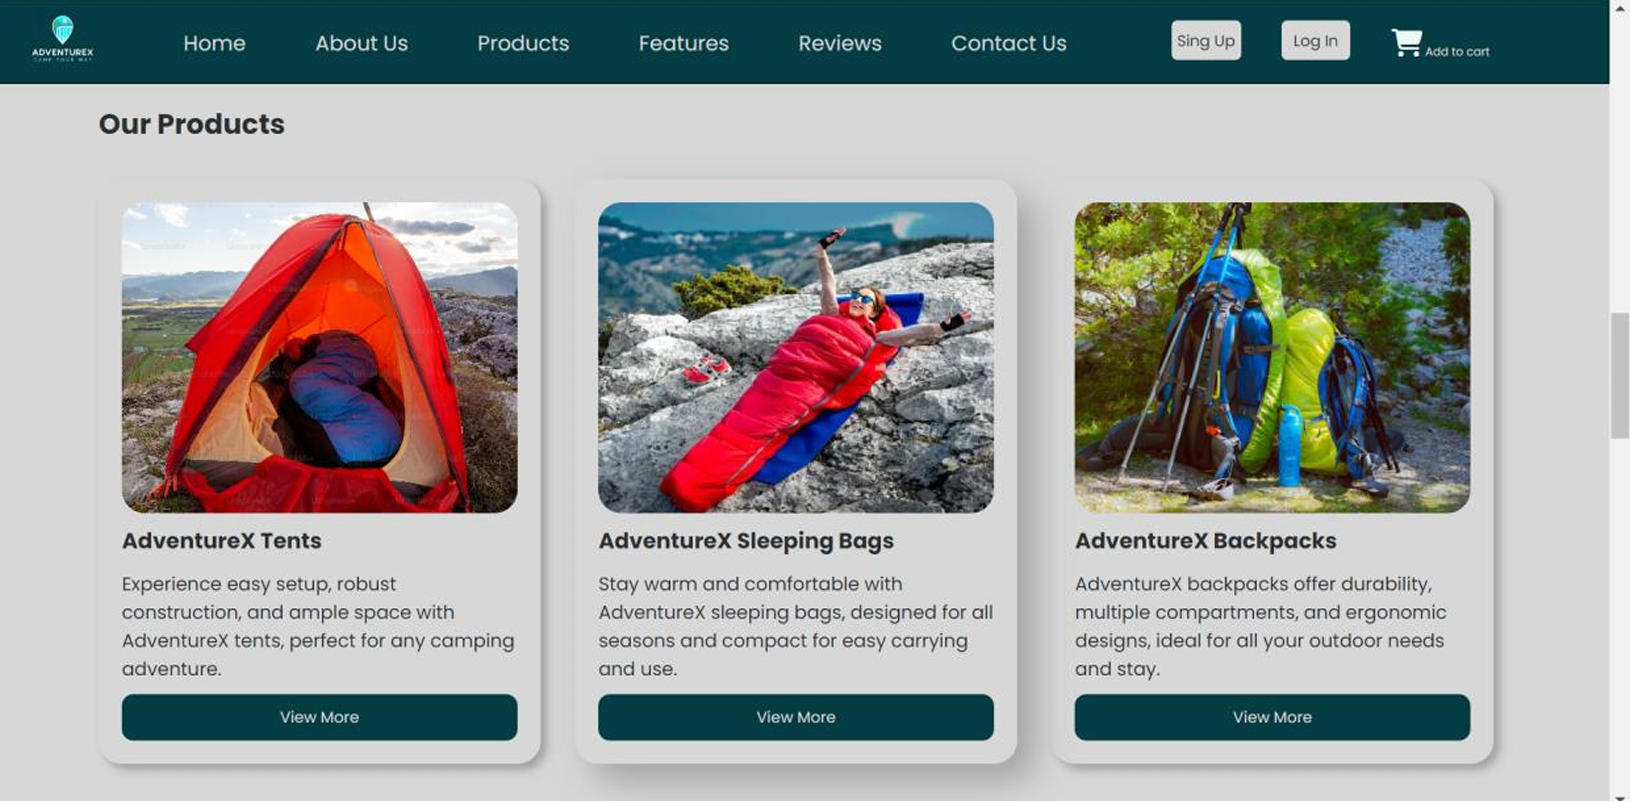 ADVENTUREX
CAMP YOUR WAY
Home
About Us
Products
Features
Reviews
Contact Us
Sing Up
Log In
Add to cart
Our Products
AdventureX Tents
Experience easy setup, robust
construction, and ample space with
AdventureX tents, perfect for any camping
adventure.
View More
AdventureX Sleeping Bags
Stay warm and comfortable with
AdventureX sleeping bags, designed for all
seasons and compact for easy carrying
and use.
View More
AdventureX Backpacks
AdventureX backpacks offer durability,
multiple compartments, and ergonomic
designs, ideal for all your outdoor needs
and stay.
View More